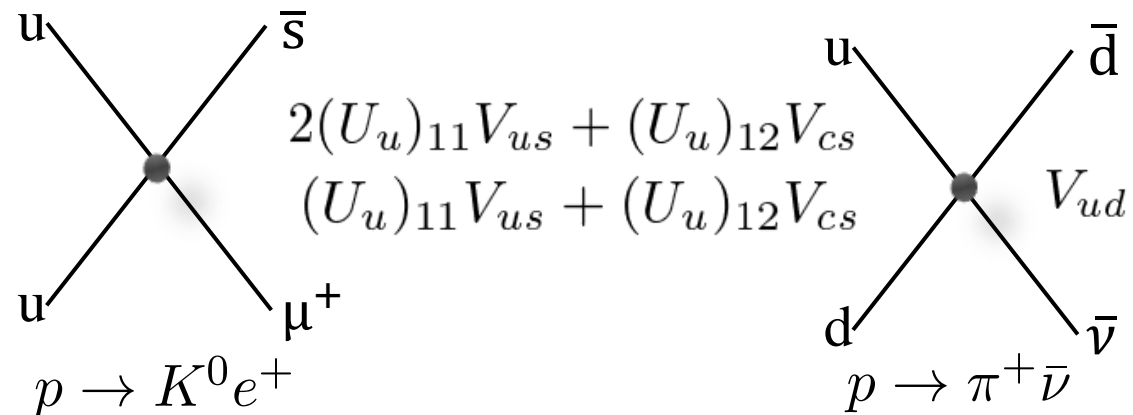 u
s̄
2(U_u)_{11}V_{us} + (U_u)_{12}V_{cs}
(U_u)_{11}V_{us} + (U_u)_{12}V_{cs}
u
μ⁺
p → K⁰e⁺
u
d̄
V_{ud}
d
ν̄
p → π⁺ν̄